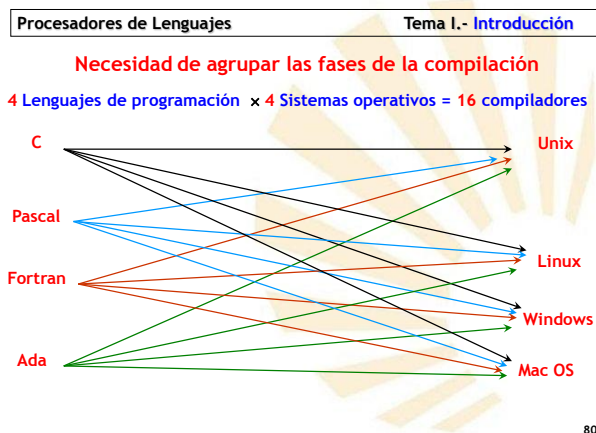 Procesadores de Lenguajes Tema I.- Introducción
Necesidad de agrupar las fases de la compilación
4 Lenguajes de programación × 4 Sistemas operativos = 16 compiladores
C Unix
Pascal
Linux
Fortran
Windows
Ada
Mac OS
80